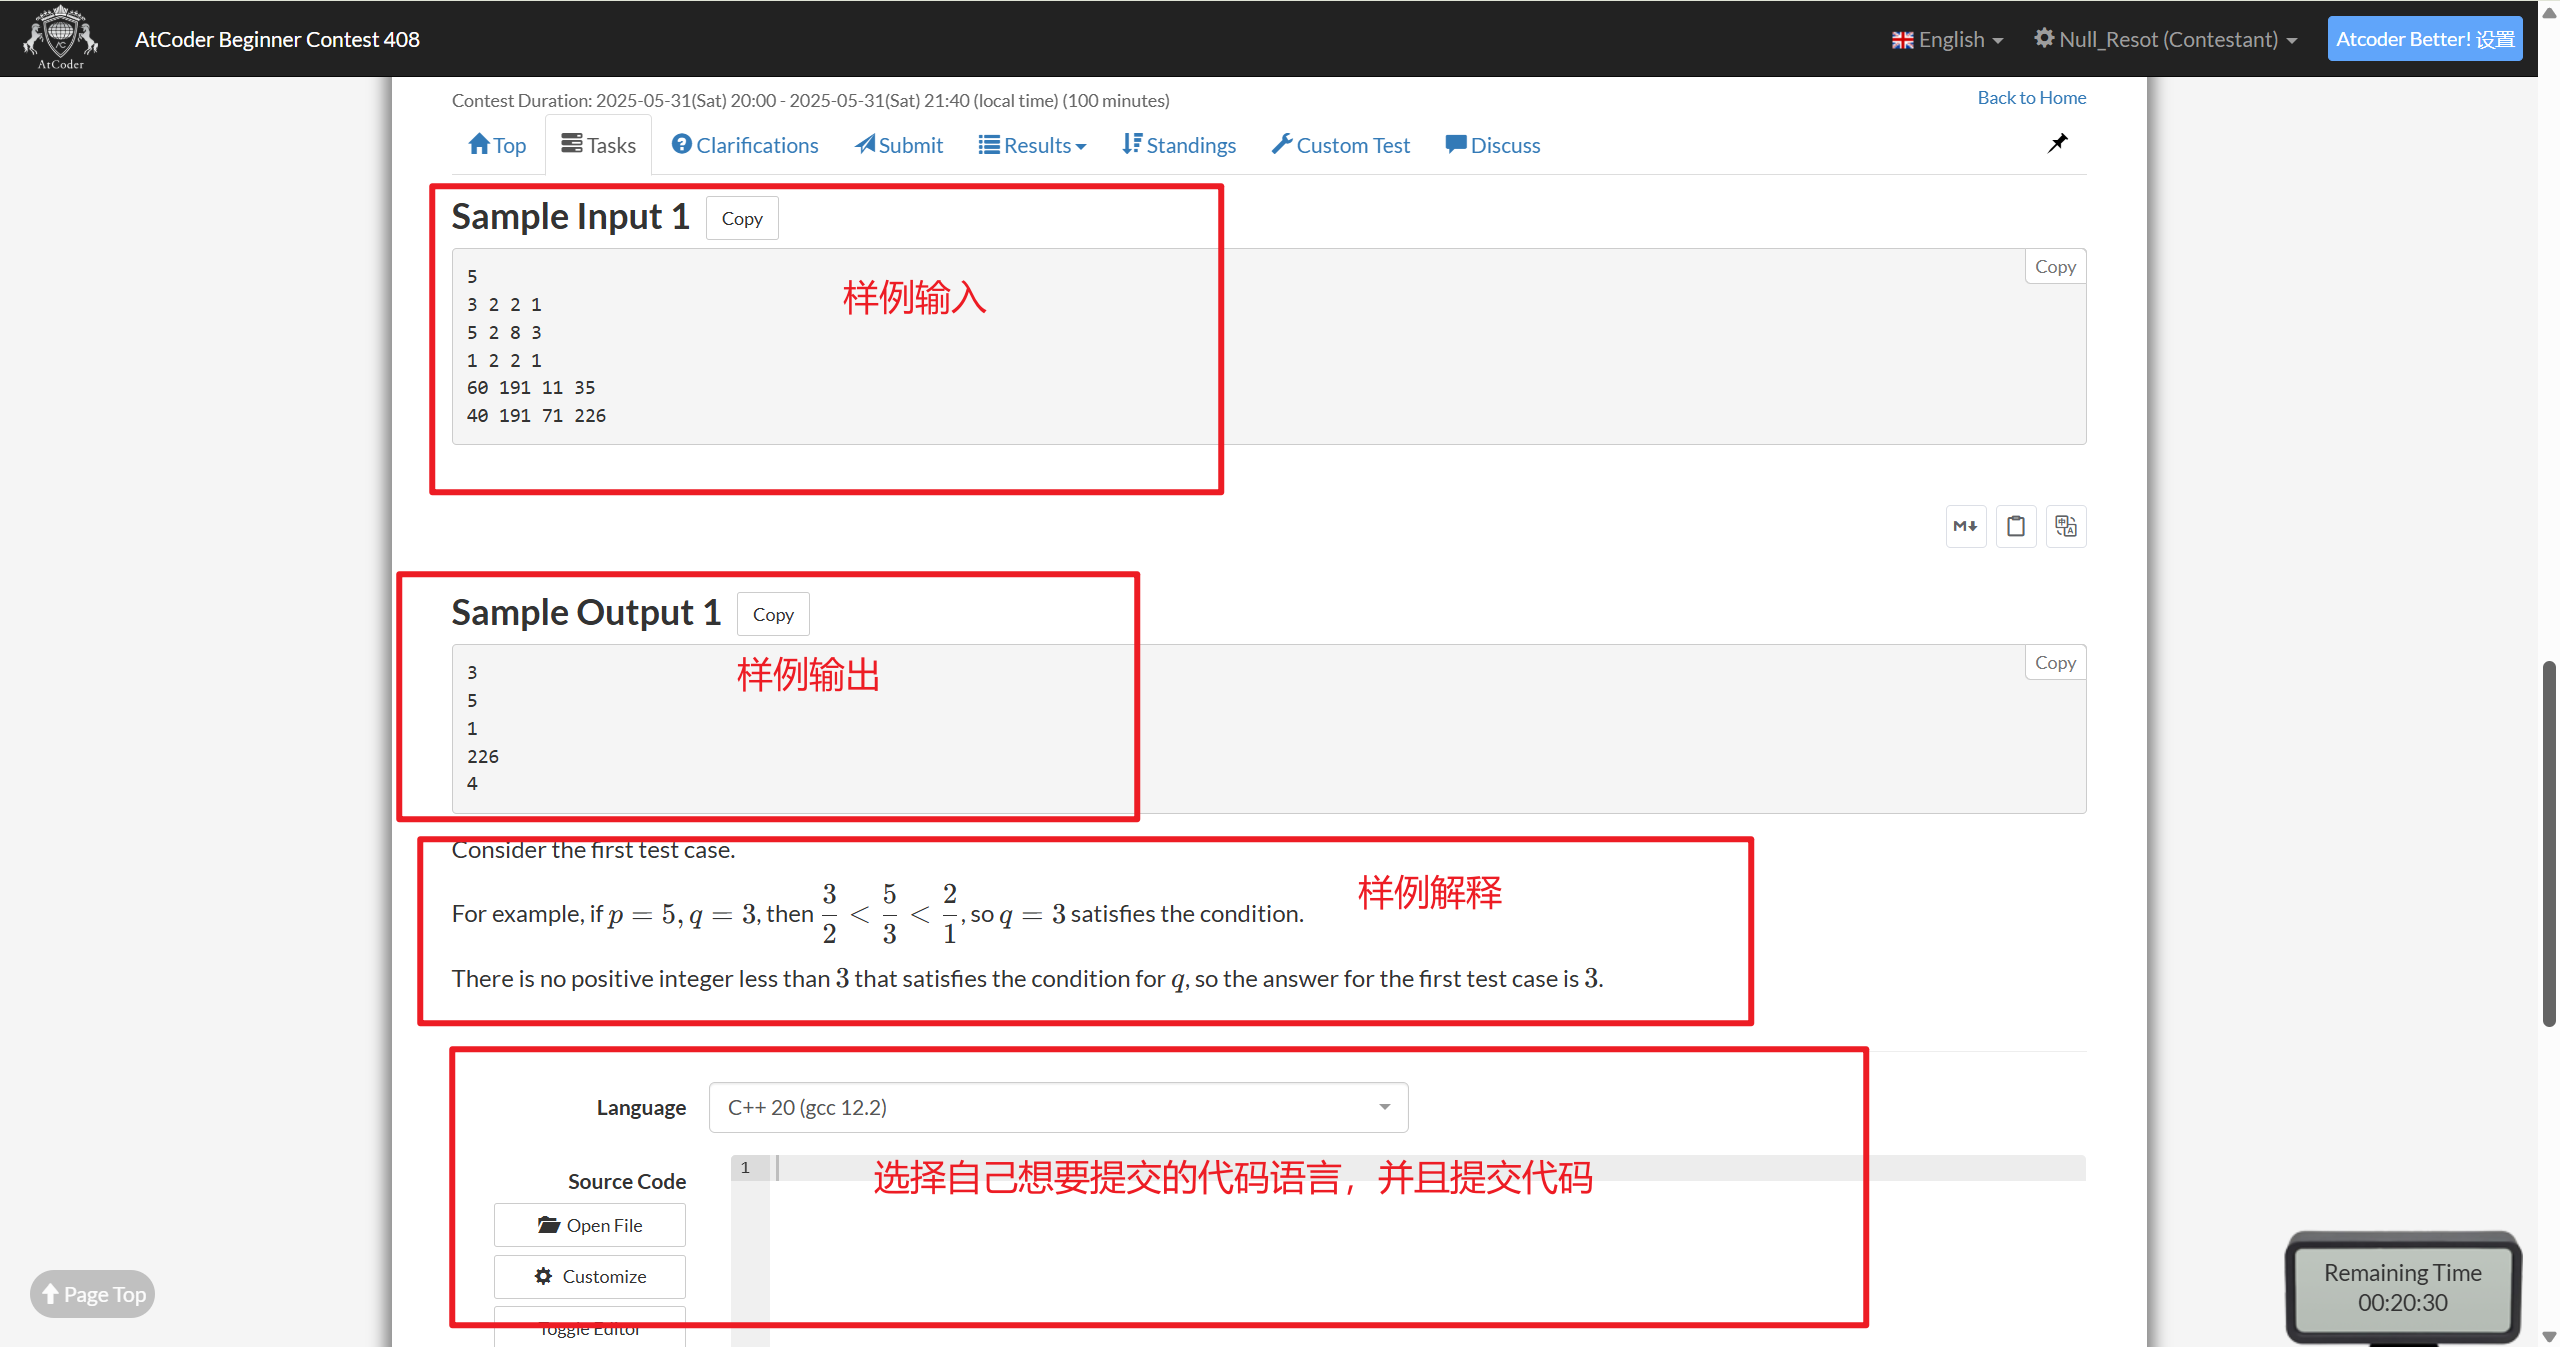 AtCoder Beginner Contest 408
English
Null_Resot (Contestant)
Atcoder Better! 设置
AtCoder
Contest Duration: 2025-05-31(Sat) 20:00 - 2025-05-31(Sat) 21:40 (local time) (100 minutes)
Back to Home
Top
Tasks
Clarifications
Submit
Results
Standings
Custom Test
Discuss
Sample Input 1
Copy
Copy
5
3 2 2 1
5 2 8 3
1 2 2 1
60 191 11 35
40 191 71 226
样例输入
Sample Output 1
Copy
Copy
3
5
1
226
4
样例输出
Consider the first test case.
For example, if p = 5, q = 3, then 3/2 < 5/3 < 2/1, so q = 3 satisfies the condition.
样例解释
There is no positive integer less than 3 that satisfies the condition for q, so the answer for the first test case is 3.
Language
C++ 20 (gcc 12.2)
Source Code
1
选择自己想要提交的代码语言，并且提交代码
Open File
Customize
Toggle Editor
Page Top
Remaining Time
00:20:30